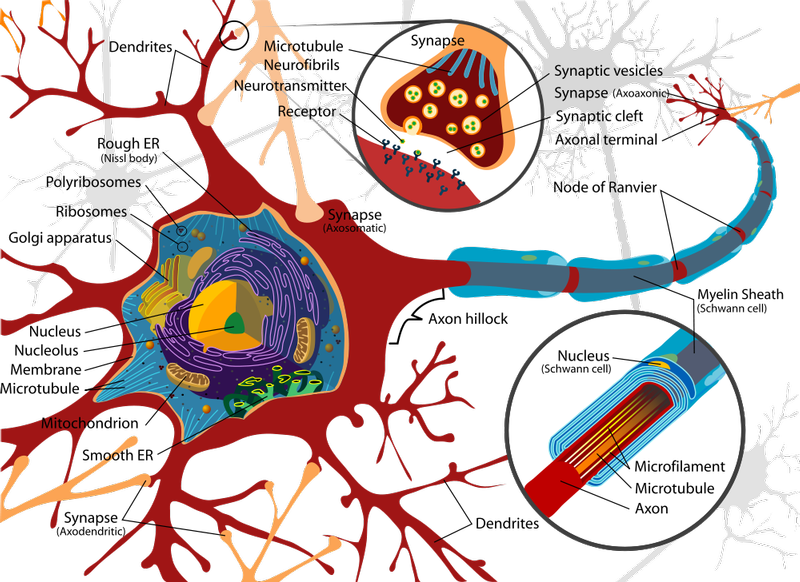 Dendrites
Microtubule
Neurofibrils
Neurotransmitter
Receptor
Synapse
Synaptic vesicles
Synapse (Axoaxonic)
Synaptic cleft
Axonal terminal
Rough ER
(Nissl body)
Polyribosomes
Ribosomes
Golgi apparatus
Synapse
(Axosomatic)
Node of Ranvier
Myelin Sheath
(Schwann cell)
Axon hillock
Nucleus
Nucleolus
Membrane
Microtubule
Mitochondrion
Smooth ER
Synapse
(Axodendritic)
Dendrites
Nucleus
(Schwann cell)
Microfilament
Microtubule
Axon